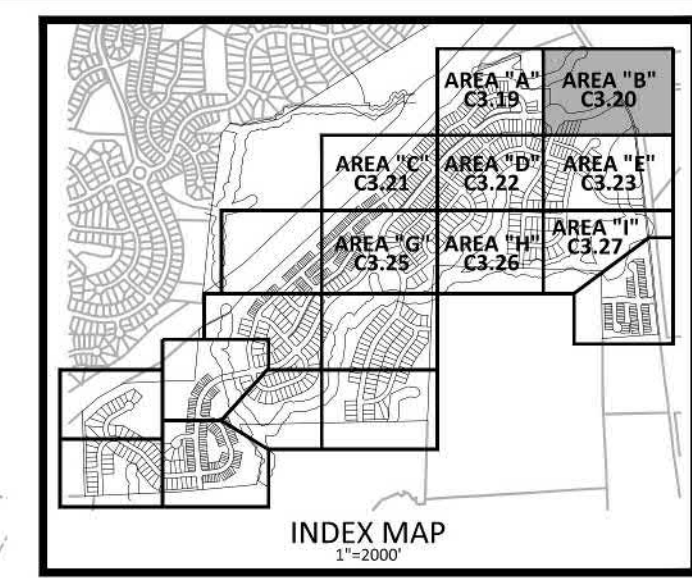 AREA "A"
C3.19
AREA "B"
C3.20
AREA "C"
C3.21
AREA "D"
C3.22
AREA "E"
C3.23
AREA "G"
C3.25
AREA "H"
C3.26
AREA "I"
C3.27
INDEX MAP
1"=2000'